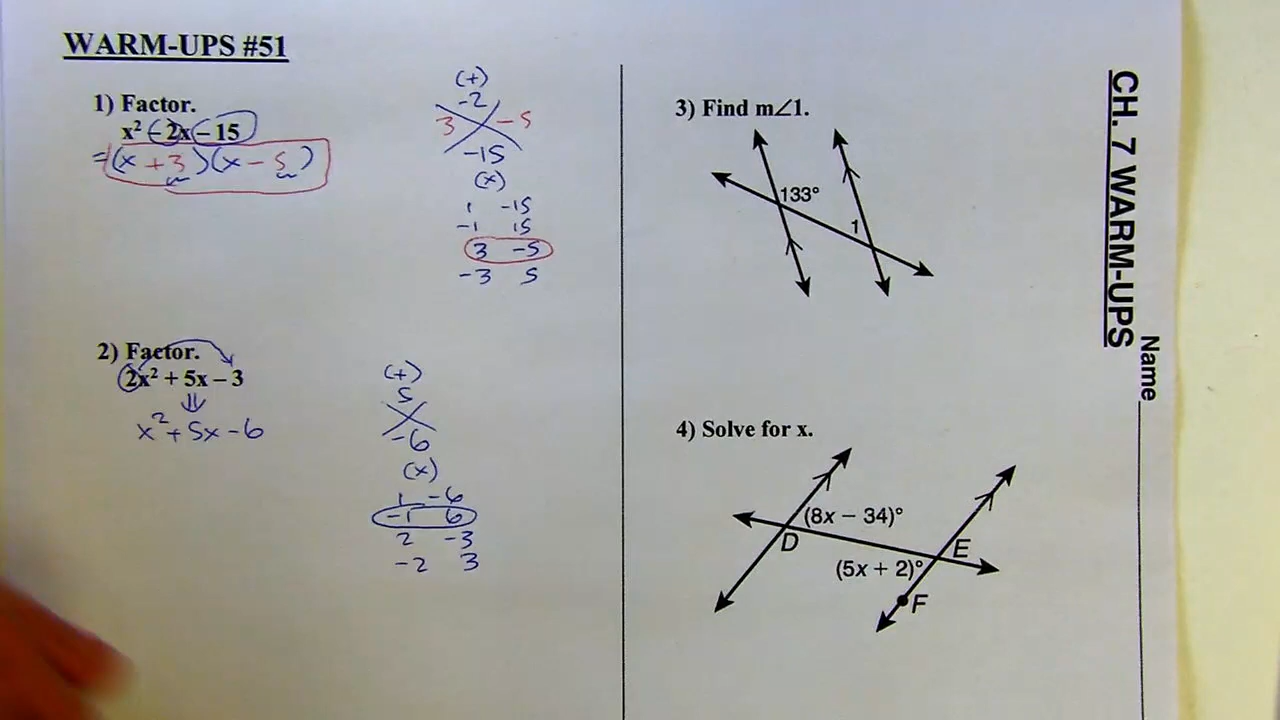 WARM-UPS #51
1) Factor.
x² – 2x – 15
=(x + 3)(x – 5)
(+)
-2
3 -5
-15
(x)
1 -15
-1 15
3 -5
-3 5
2) Factor.
2x² + 5x – 3
⇓
x² + 5x - 6
(+)
5
-6
(x)
1 -6
-1 6
2 -3
-2 3
3) Find m∠1.
133°
1
4) Solve for x.
(8x – 34)°
D
E
(5x + 2)°
F
CH. 7 WARM-UPS
Name